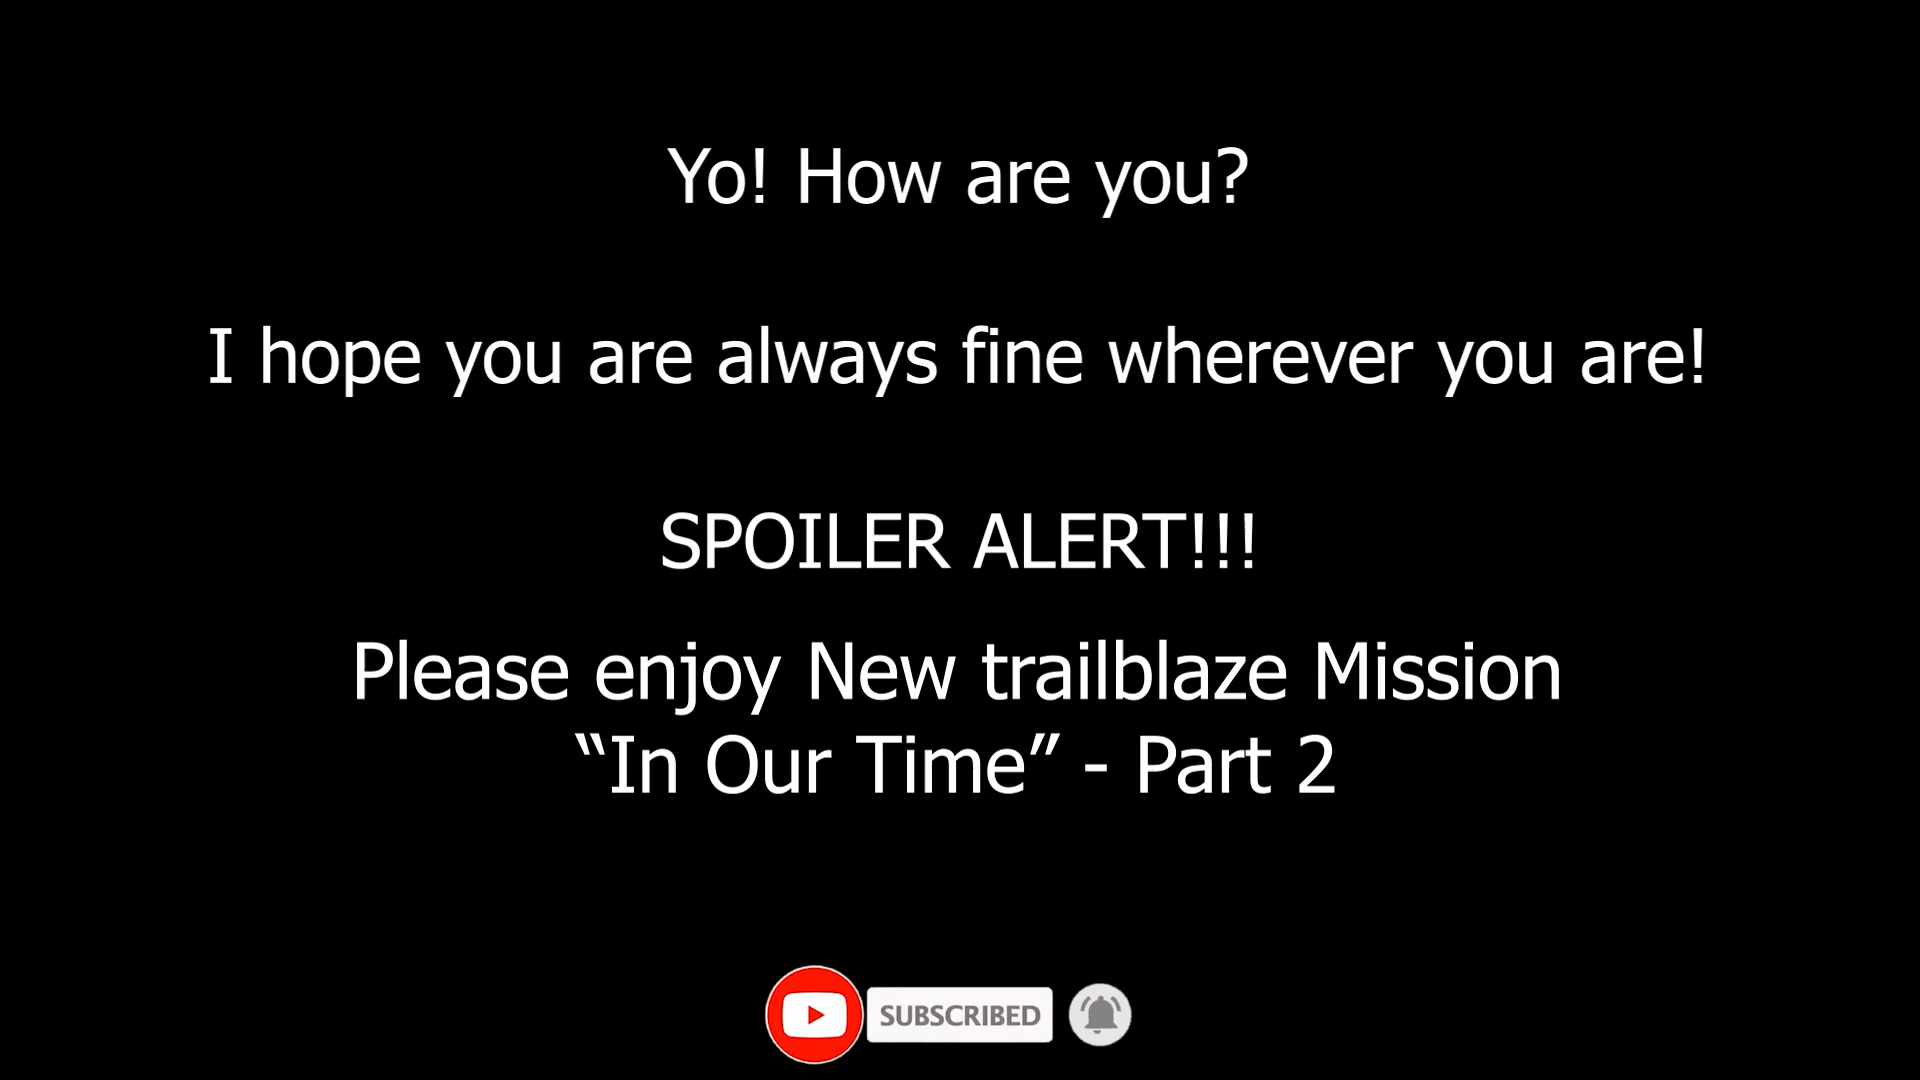 Yo! How are you?
I hope you are always fine wherever you are!
SPOILER ALERT!!!
Please enjoy New trailblaze Mission
“In Our Time” - Part 2
SUBSCRIBED